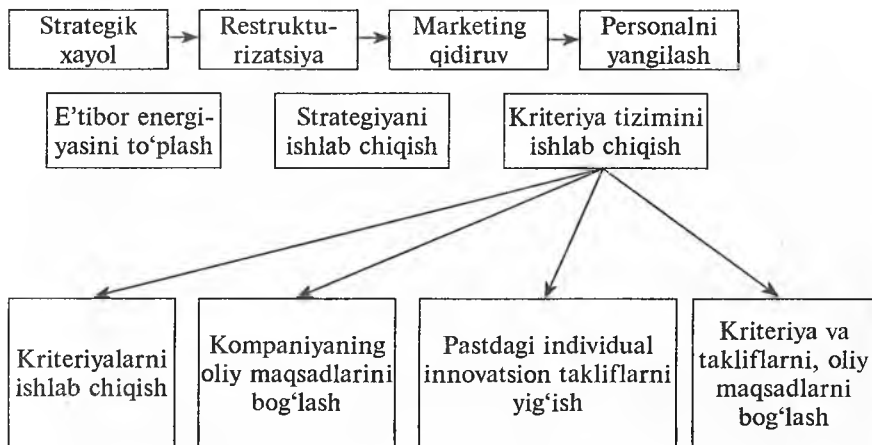 Strategik
xayol
Restruktu-
rizatsiya
Marketing
qidiruv
Personalni
yangilash
E'tibor energi-
yasini to‘plash
Strategiyani
ishlab chiqish
Kriteriya tizimini
ishlab chiqish
Kriteriyalarni
ishlab chiqish
Kompaniyaning
oliy maqsadlarini
bog‘lash
Pastdagi individual
innovatsion takliflarni
yig‘ish
Kriteriya va
takliflarni, oliy
maqsadlarni
bog‘lash